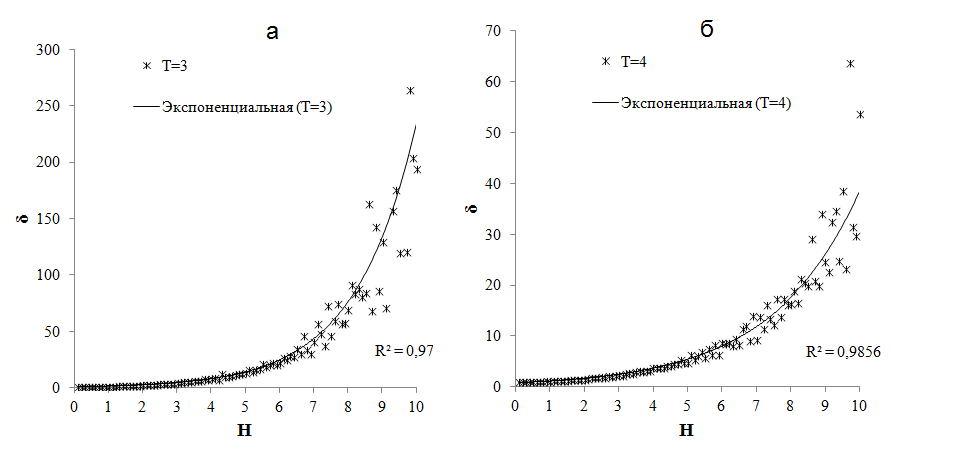 а
300
250
200
150
100
50
0
δ
T=3
Экспоненциальная (T=3)
R² = 0,97
0 1 2 3 4 5 6 7 8 9 10
H
б
70
60
50
40
30
20
10
0
δ
T=4
Экспоненциальная (T=4)
R² = 0,9856
0 1 2 3 4 5 6 7 8 9 10
H